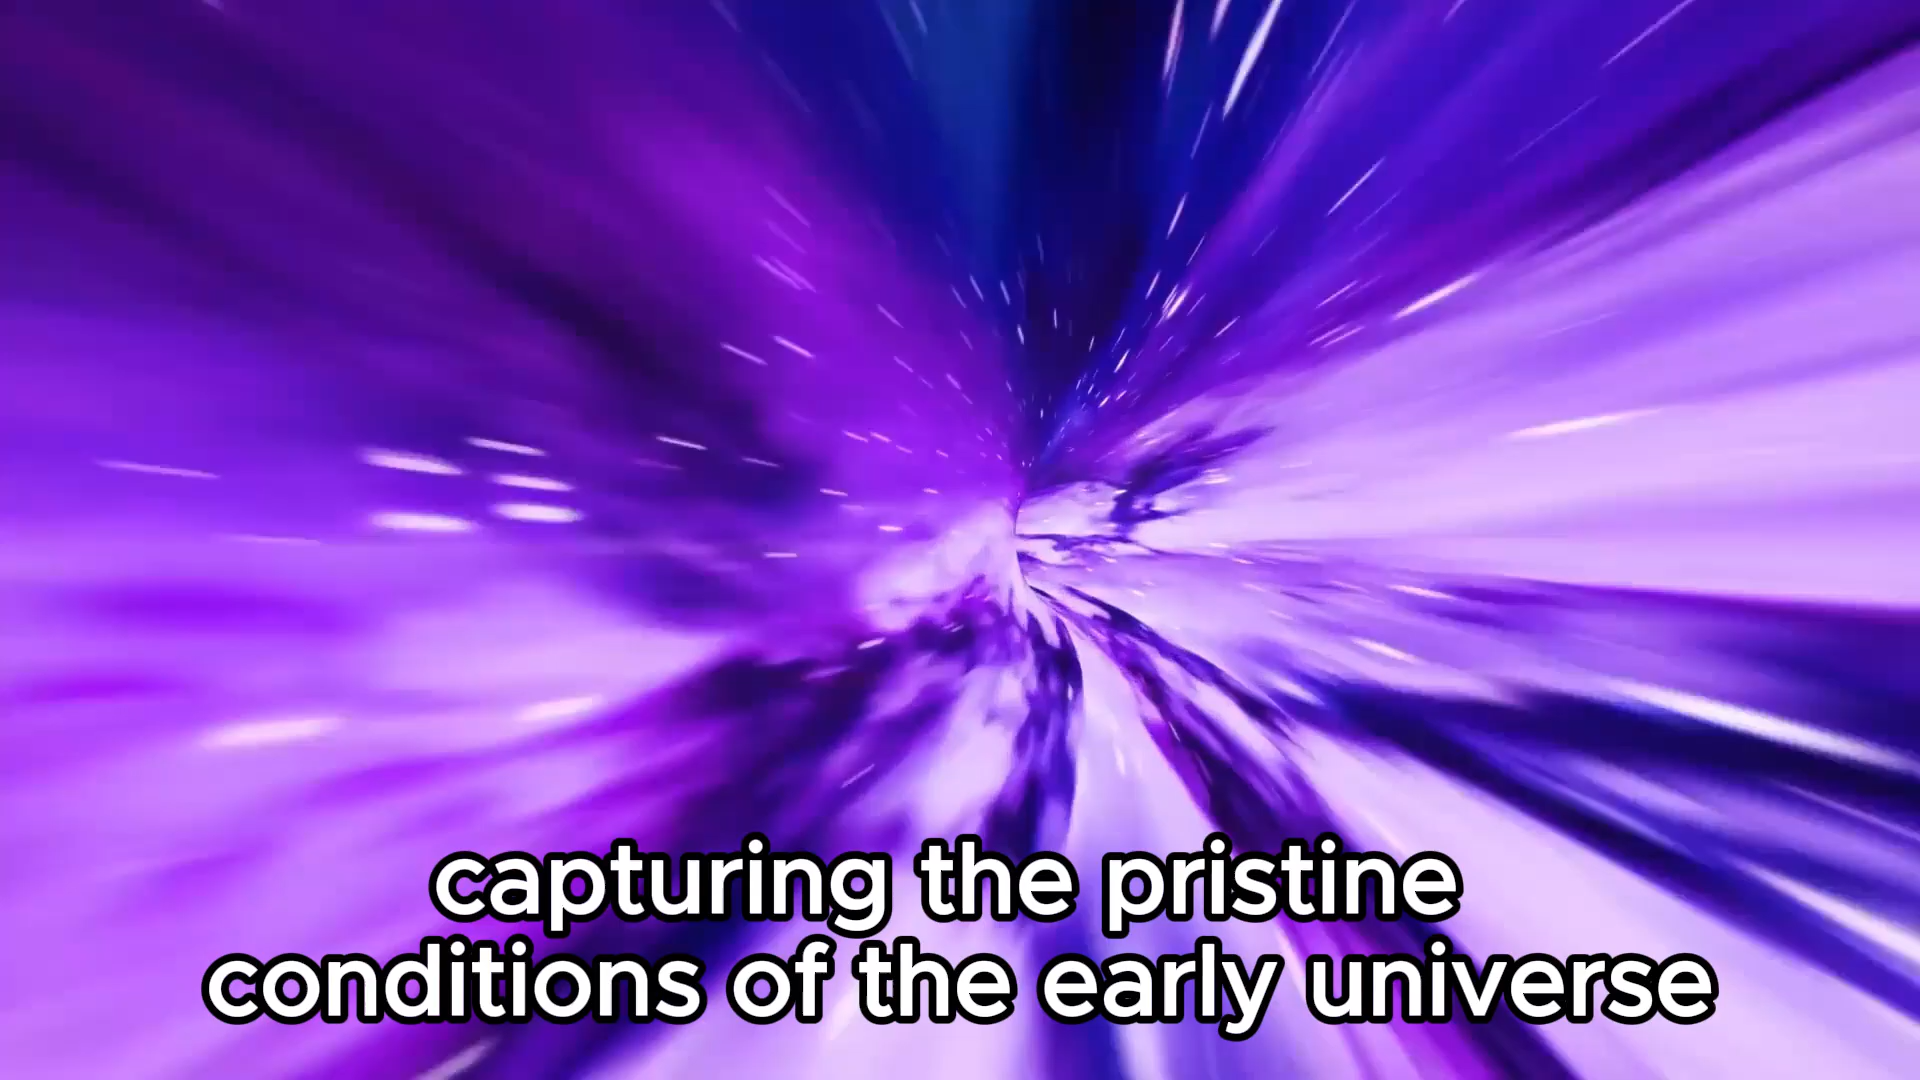 capturing the pristine
conditions of the early universe